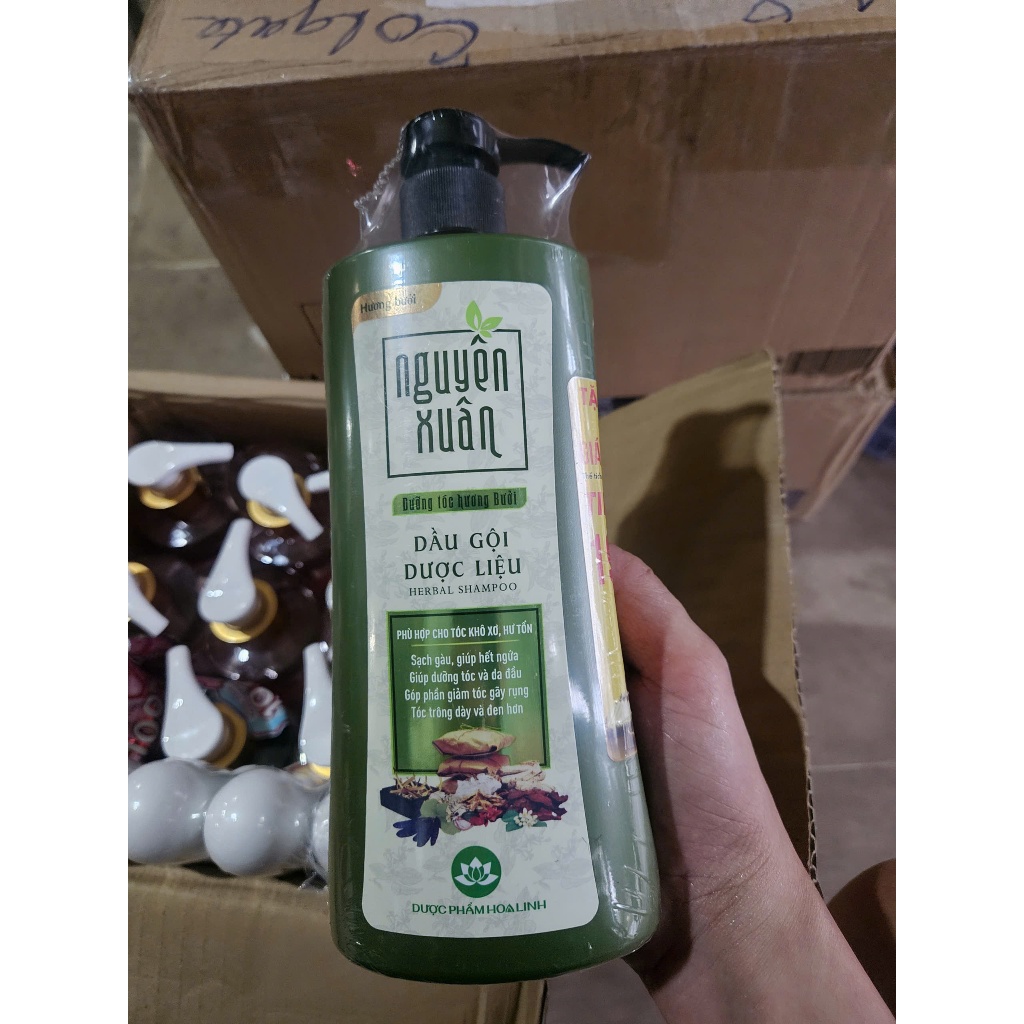 Colgate
Hương bưởi
nguyên
xuân
Dưỡng tóc hương Bưởi
DẦU GỘI
DƯỢC LIỆU
HERBAL SHAMPOO
PHÙ HỢP CHO TÓC KHÔ XƠ, HƯ TỔN
Sạch gàu, giúp hết ngứa
Giúp dưỡng tóc và da đầu
Góp phần giảm tóc gãy rụng
Tóc trông dày và đen hơn
DƯỢC PHẨM HOA LINH